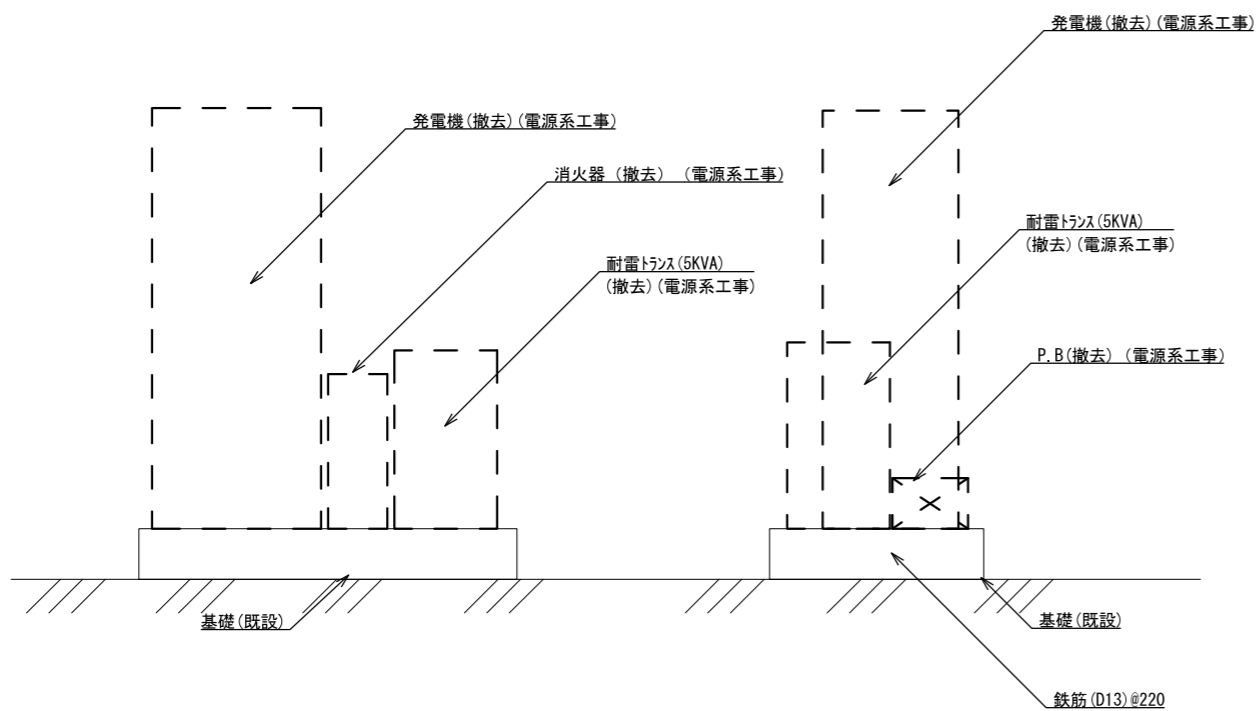 発電機(撤去)(電源系工事)
消火器（撤去）（電源系工事）
耐雷ﾄﾗﾝｽ(5KVA)
(撤去)(電源系工事)
基礎(既設)
発電機(撤去)(電源系工事)
耐雷ﾄﾗﾝｽ(5KVA)
(撤去)(電源系工事)
P.B(撤去)（電源系工事）
基礎(既設)
鉄筋(D13)@220